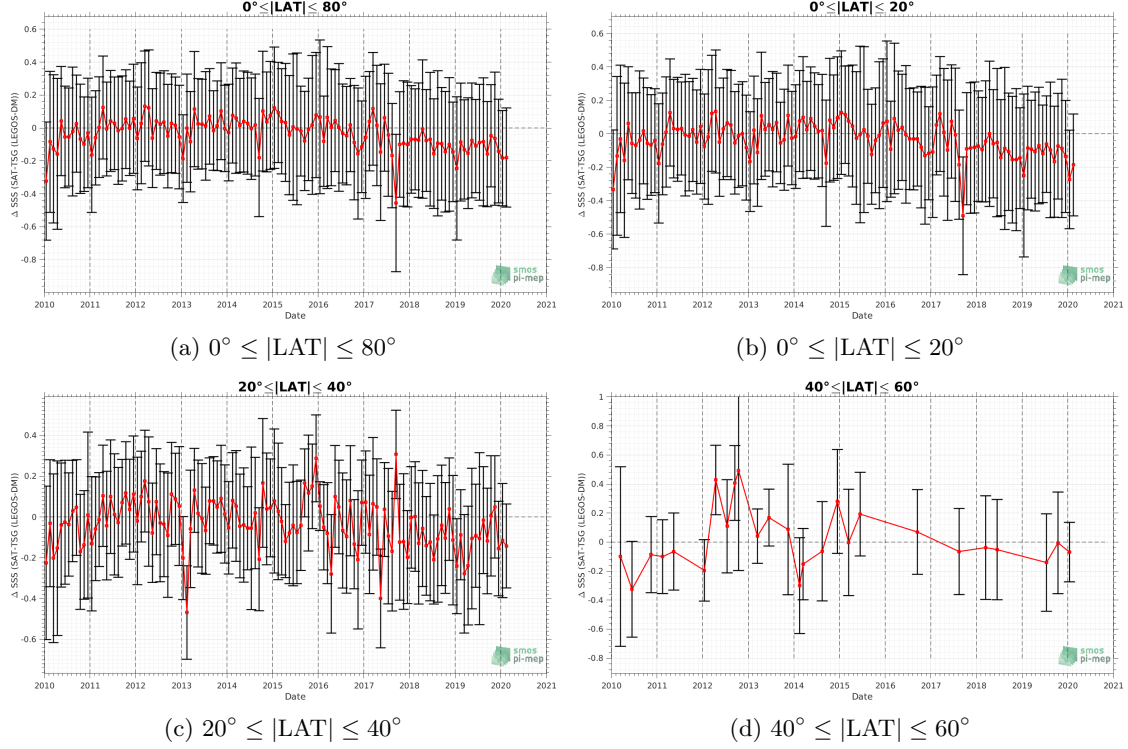 0°≤|LAT|≤ 80°
Δ SSS (SAT-TSG (LEGOS-DMI))
0.6
0.4
0.2
0
-0.2
-0.4
-0.6
-0.8
2010 2011 2012 2013 2014 2015 2016 2017 2018 2019 2020 2021
Date
smos
pi-mep
(a) 0° ≤ |LAT| ≤ 80°
0°≤|LAT|≤ 20°
Δ SSS (SAT-TSG (LEGOS-DMI))
0.6
0.4
0.2
0
-0.2
-0.4
-0.6
-0.8
2010 2011 2012 2013 2014 2015 2016 2017 2018 2019 2020 2021
Date
smos
pi-mep
(b) 0° ≤ |LAT| ≤ 20°
20°≤|LAT|≤ 40°
Δ SSS (SAT-TSG (LEGOS-DMI))
0.4
0.2
0
-0.2
-0.4
-0.6
2010 2011 2012 2013 2014 2015 2016 2017 2018 2019 2020 2021
Date
smos
pi-mep
(c) 20° ≤ |LAT| ≤ 40°
40°≤|LAT|≤ 60°
Δ SSS (SAT-TSG (LEGOS-DMI))
1
0.8
0.6
0.4
0.2
0
-0.2
-0.4
-0.6
-0.8
2010 2011 2012 2013 2014 2015 2016 2017 2018 2019 2020 2021
Date
smos
pi-mep
(d) 40° ≤ |LAT| ≤ 60°